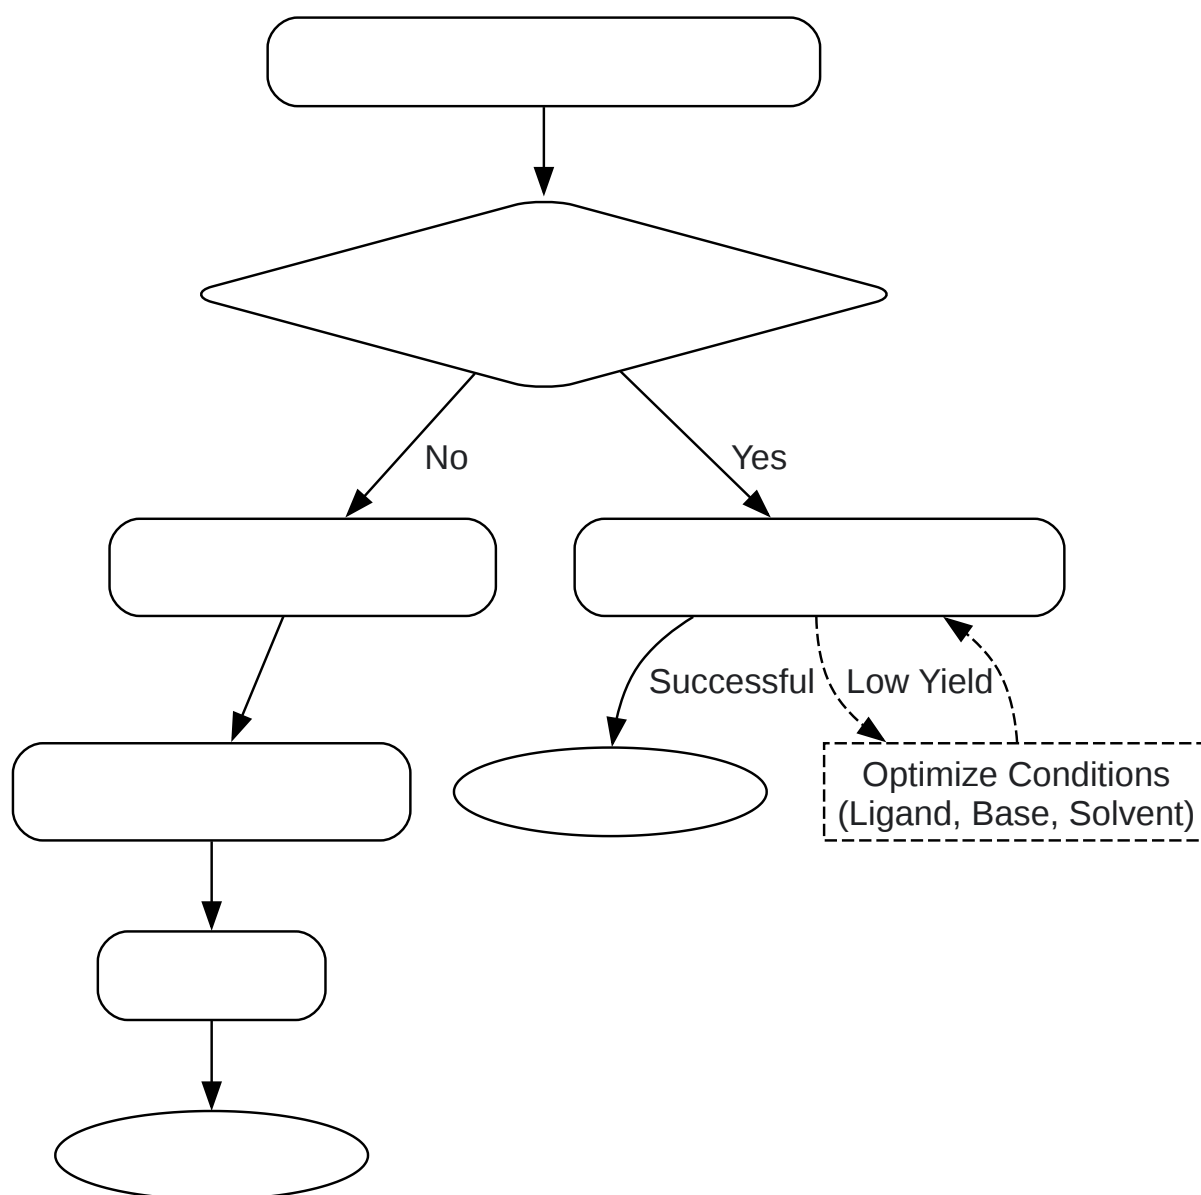 No
Yes
Successful
Low Yield
Optimize Conditions
(Ligand, Base, Solvent)